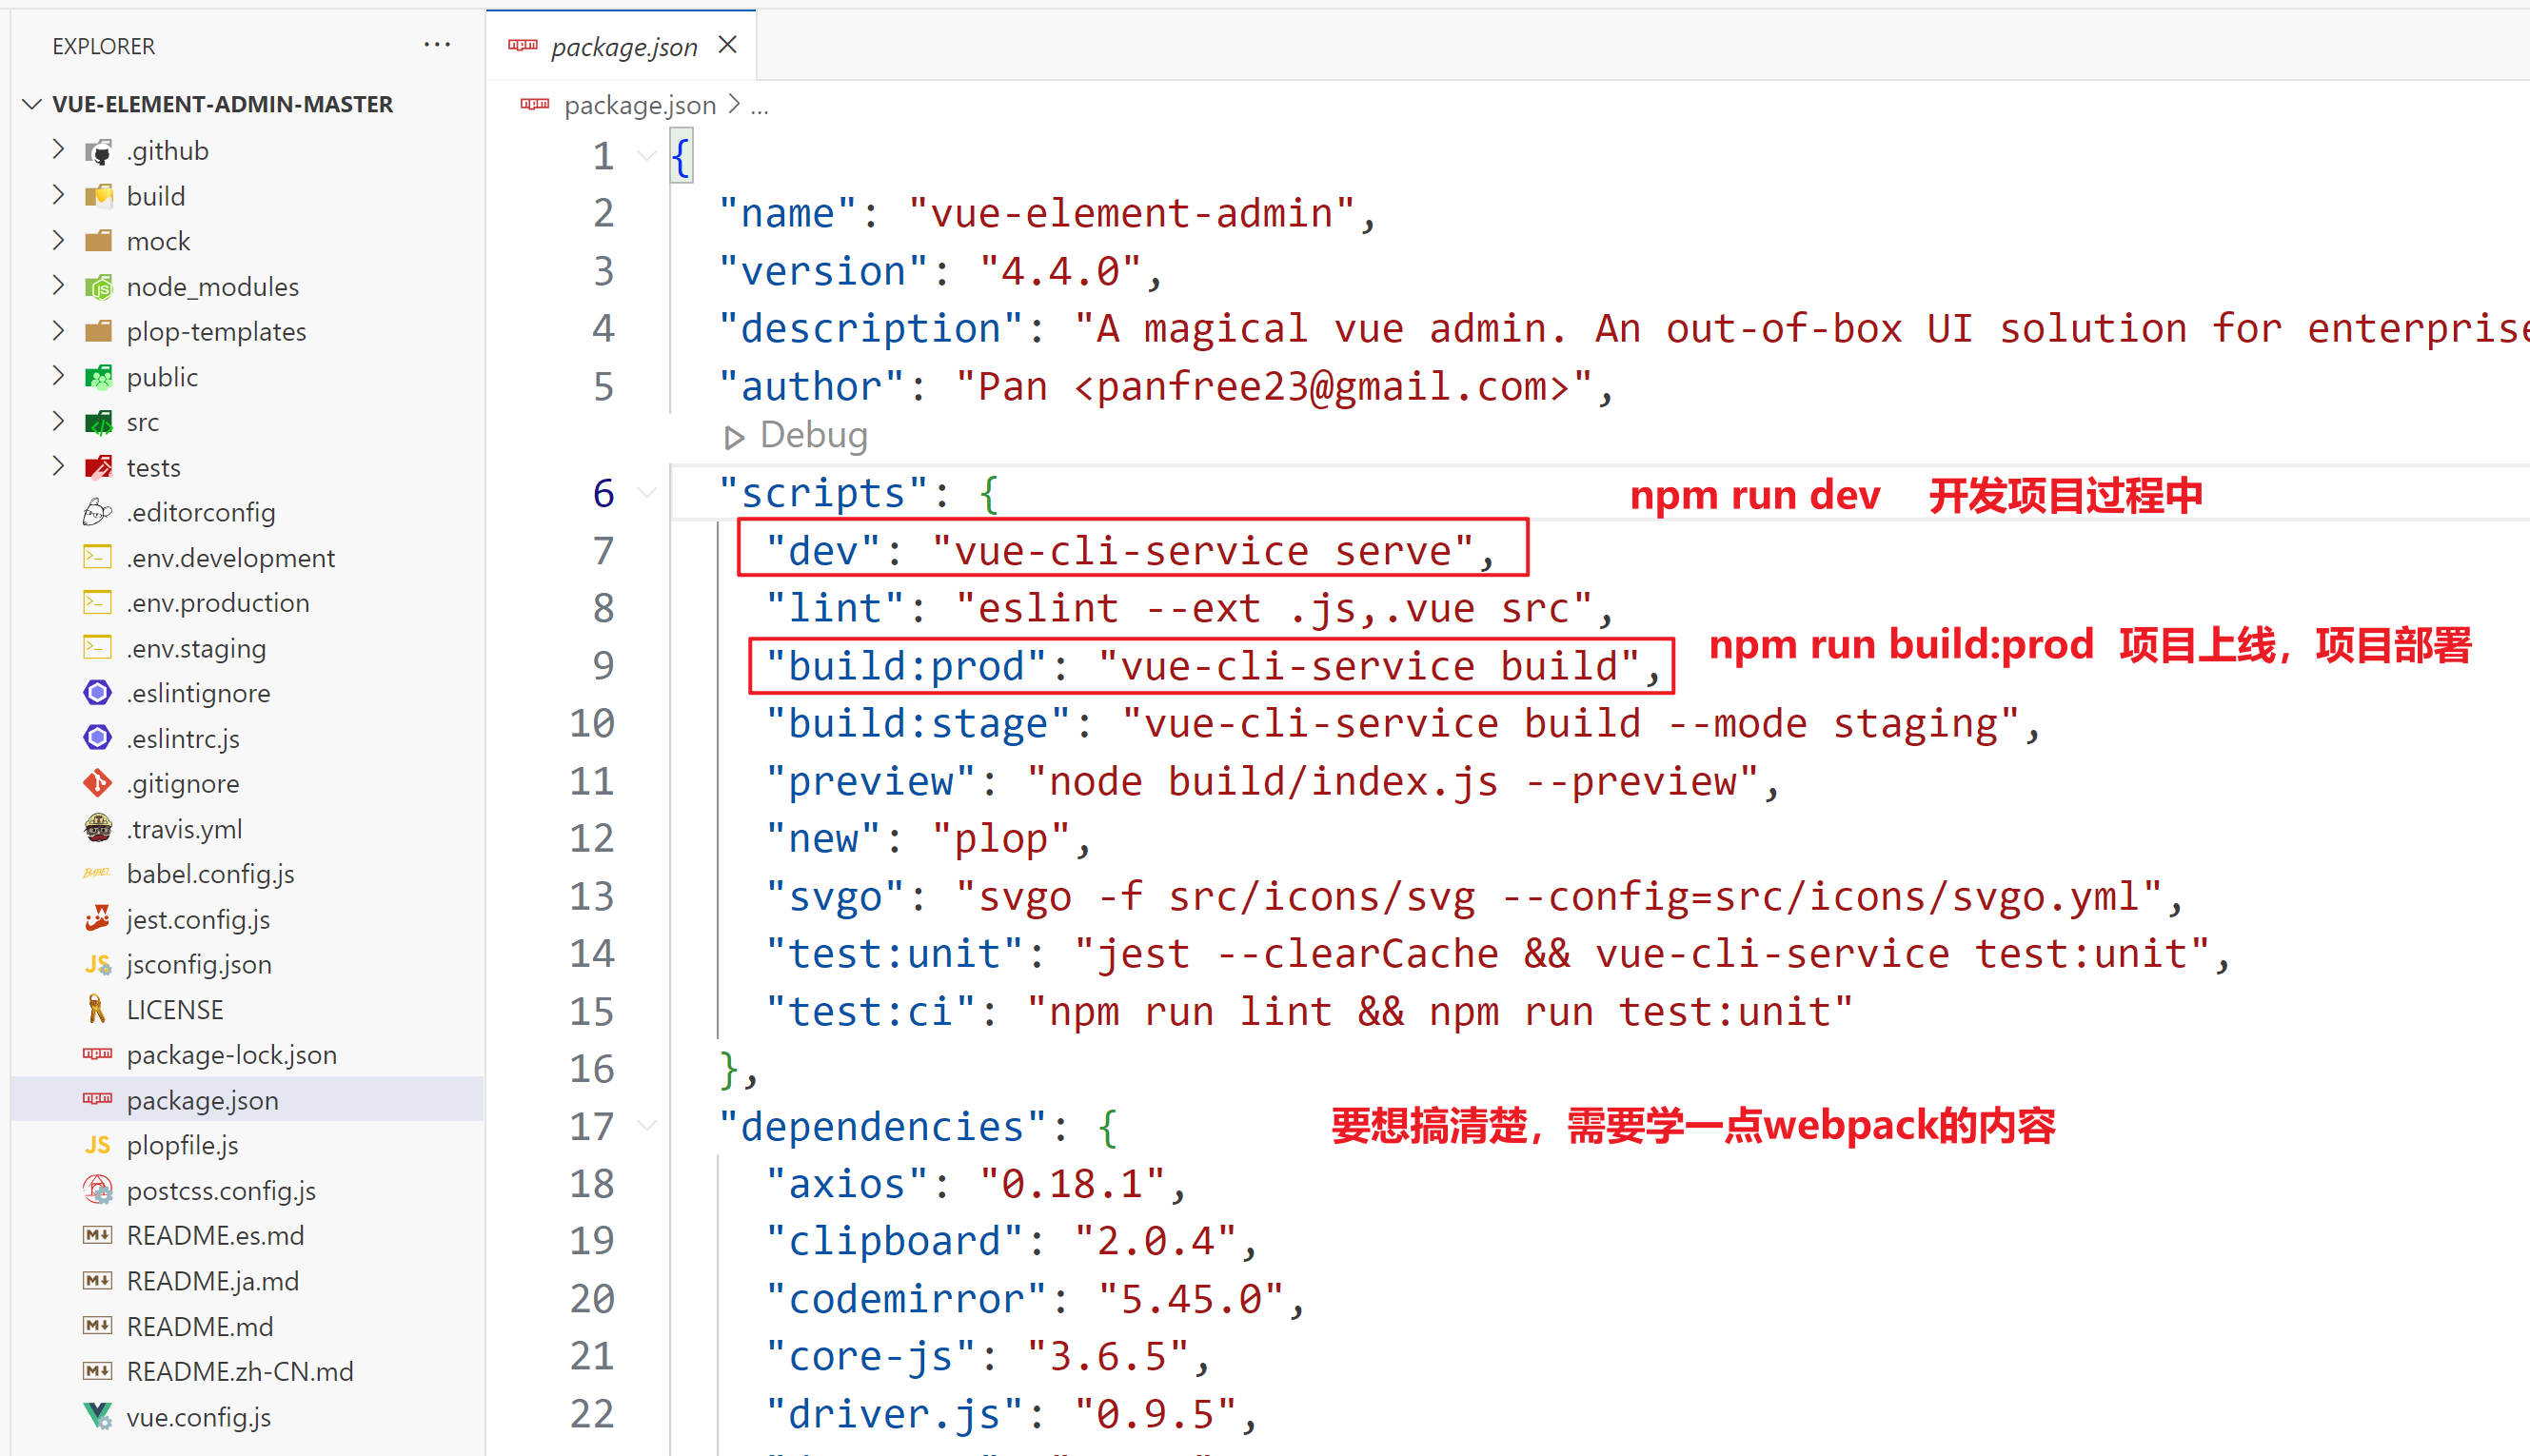 EXPLORER
VUE-ELEMENT-ADMIN-MASTER
.github
build
mock
node_modules
plop-templates
public
src
tests
.editorconfig
.env.development
.env.production
.env.staging
.eslintignore
.eslintrc.js
.gitignore
.travis.yml
babel.config.js
jest.config.js
jsconfig.json
LICENSE
package-lock.json
package.json
plopfile.js
postcss.config.js
README.es.md
README.ja.md
README.md
README.zh-CN.md
vue.config.js
package.json
package.json > ...
1 {
2 "name": "vue-element-admin",
3 "version": "4.4.0",
4 "description": "A magical vue admin. An out-of-box UI solution for enterprise
5 "author": "Pan <panfree23@gmail.com>",
Debug
6 "scripts": { npm run dev 开发项目过程中
7 "dev": "vue-cli-service serve",
8 "lint": "eslint --ext .js,.vue src",
9 "build:prod": "vue-cli-service build", npm run build:prod 项目上线，项目部署
10 "build:stage": "vue-cli-service build --mode staging",
11 "preview": "node build/index.js --preview",
12 "new": "plop",
13 "svgo": "svgo -f src/icons/svg --config=src/icons/svgo.yml",
14 "test:unit": "jest --clearCache && vue-cli-service test:unit",
15 "test:ci": "npm run lint && npm run test:unit"
16 },
17 "dependencies": { 要想搞清楚，需要学一点webpack的内容
18 "axios": "0.18.1",
19 "clipboard": "2.0.4",
20 "codemirror": "5.45.0",
21 "core-js": "3.6.5",
22 "driver.js": "0.9.5",